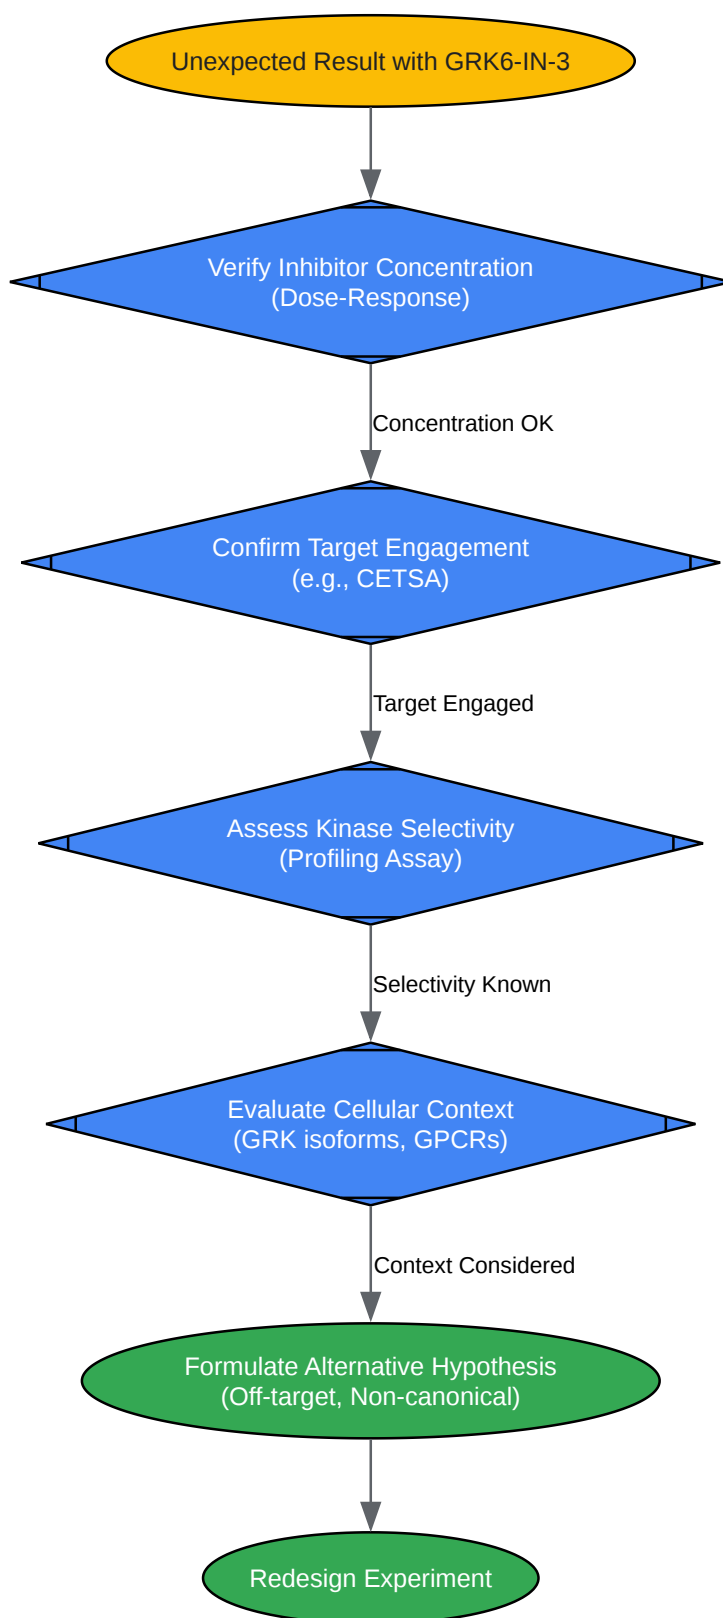 Unexpected Result with GRK6-IN-3
Verify Inhibitor Concentration
(Dose-Response)
Concentration OK
Confirm Target Engagement
(e.g., CETSA)
Target Engaged
Assess Kinase Selectivity
(Profiling Assay)
Selectivity Known
Evaluate Cellular Context
(GRK isoforms, GPCRs)
Context Considered
Formulate Alternative Hypothesis
(Off-target, Non-canonical)
Redesign Experiment